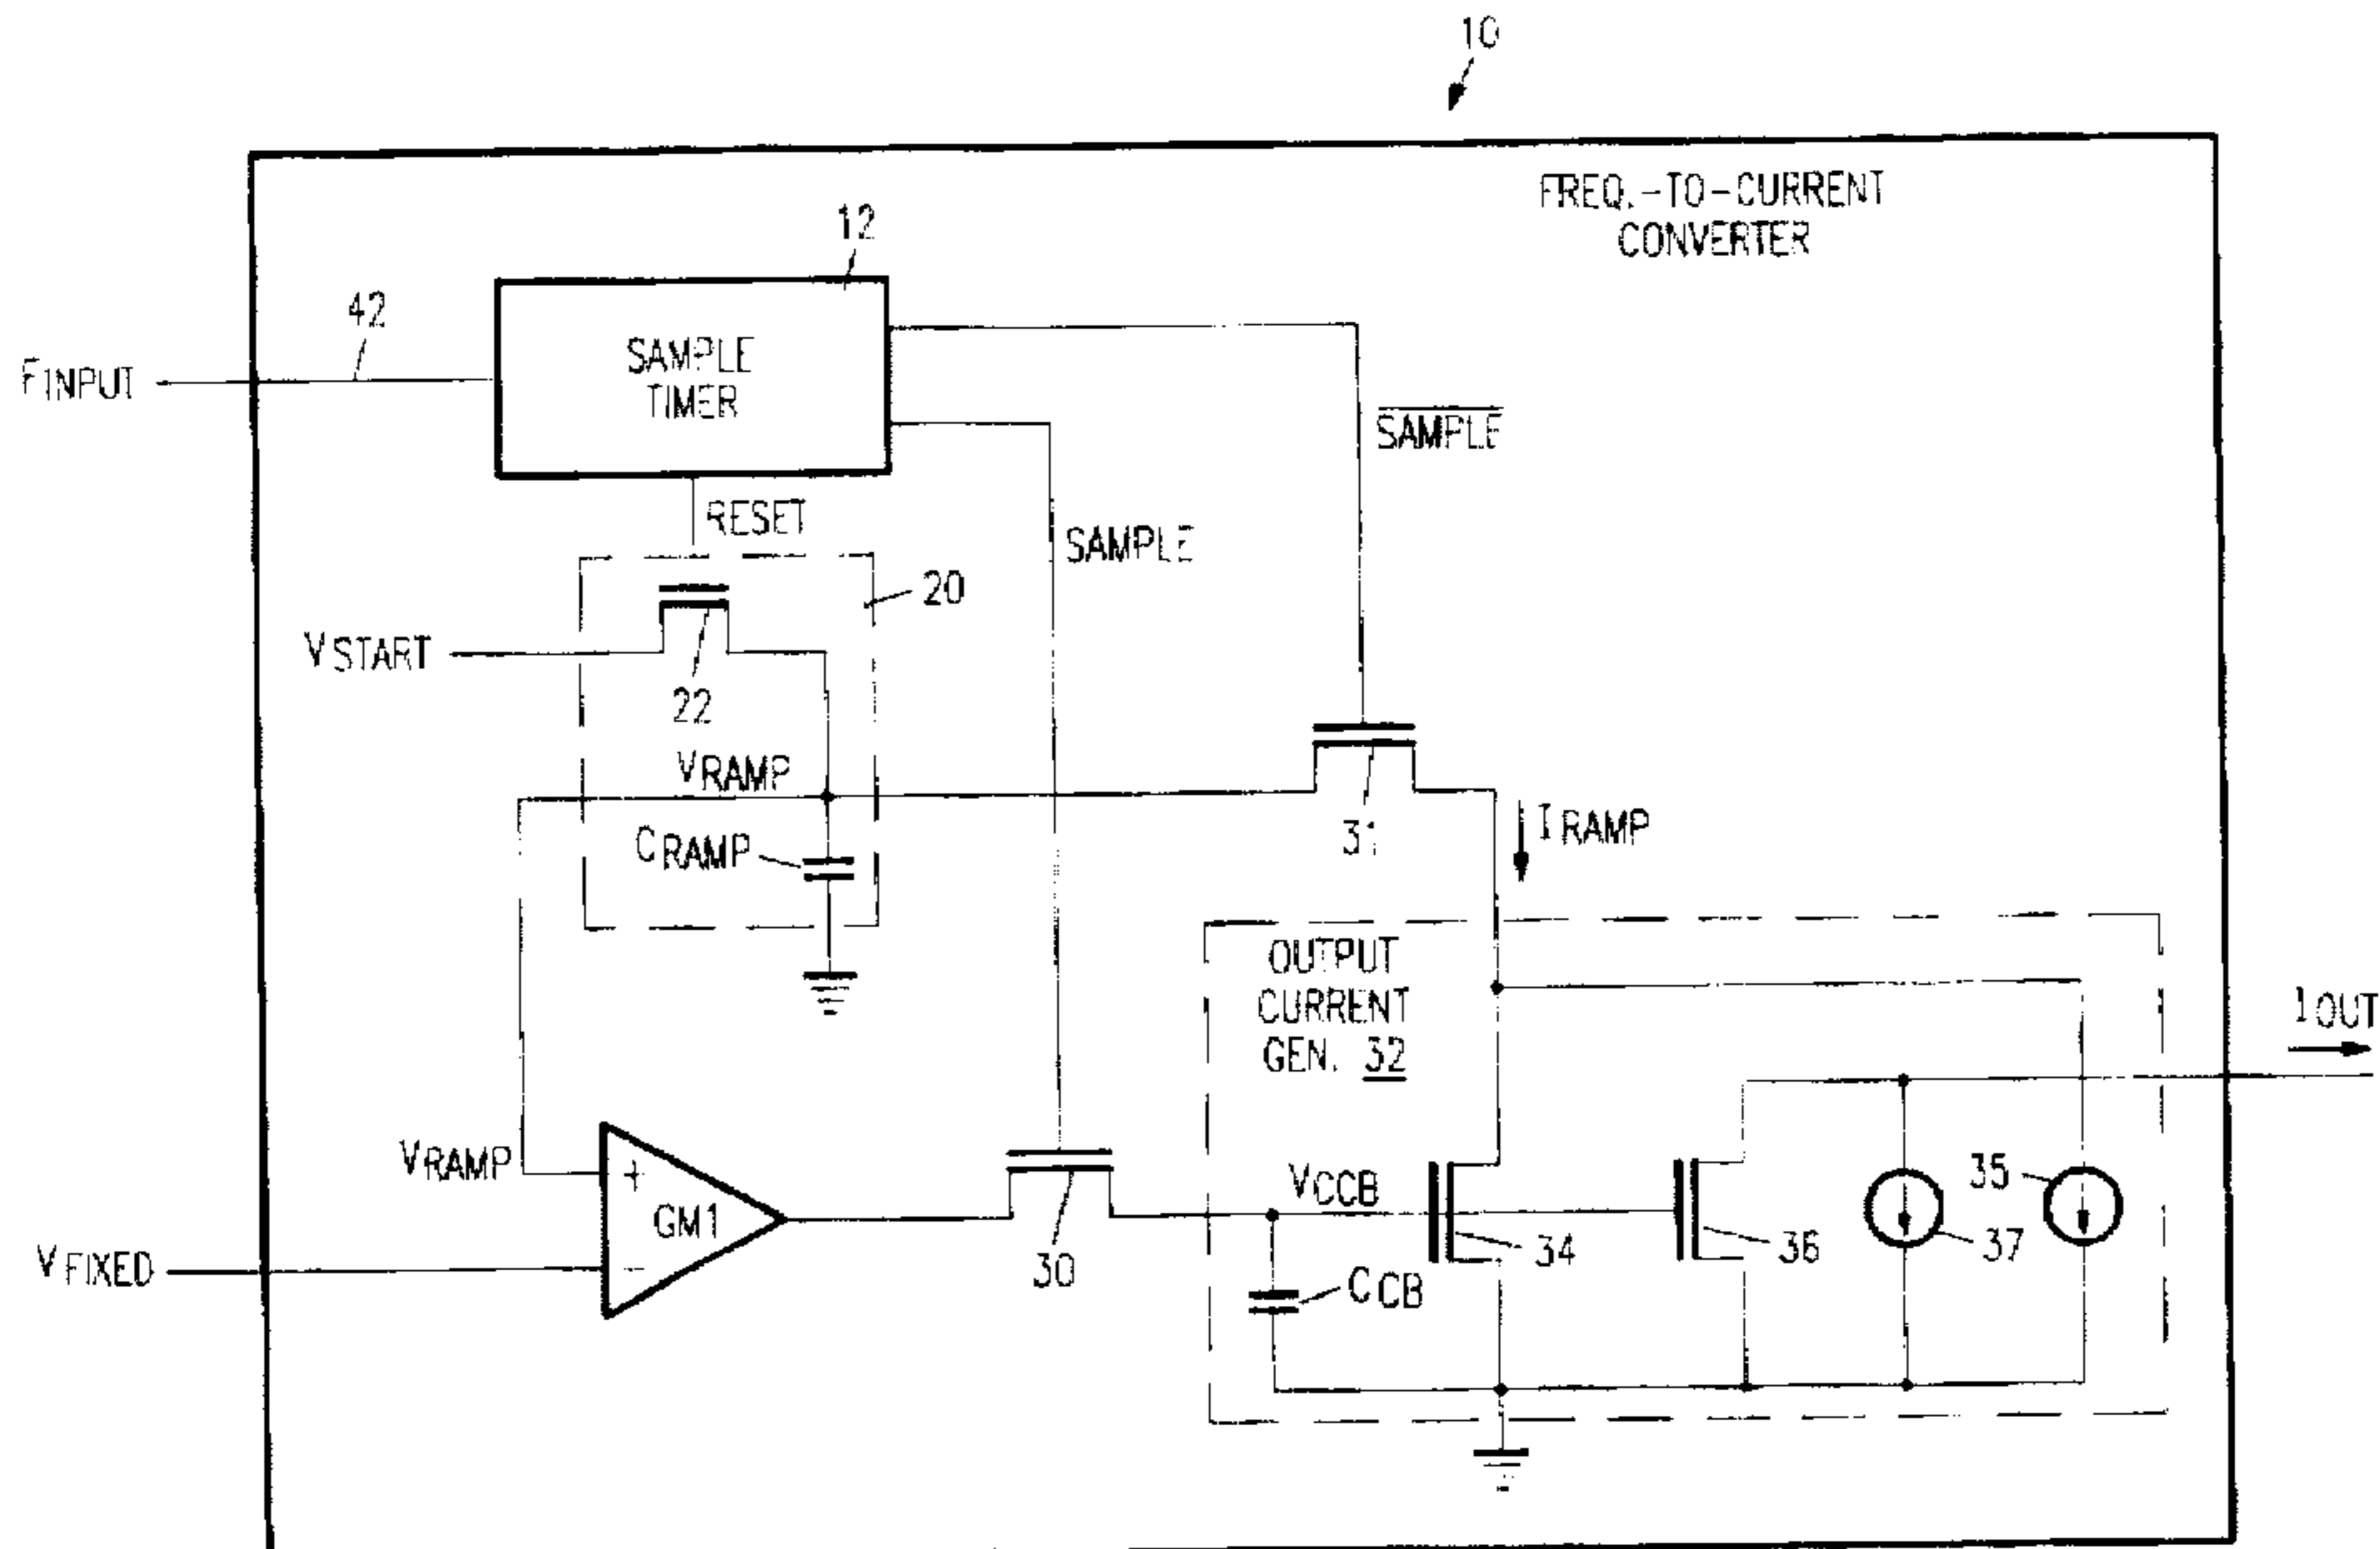 10
FREQ.-TO-CURRENT
CONVERTER
12
42
FINPUT
SAMPLE
TIMER
SAMPLE
RESET
SAMPLE
20
VSTART
22
VRAMP
CRAMP
31
IRAMP
OUTPUT
CURRENT
GEN. 32
IOUT
VRAMP
+
GM1
−
VFIXED
30
VCCB
CCB
34
36
37
35